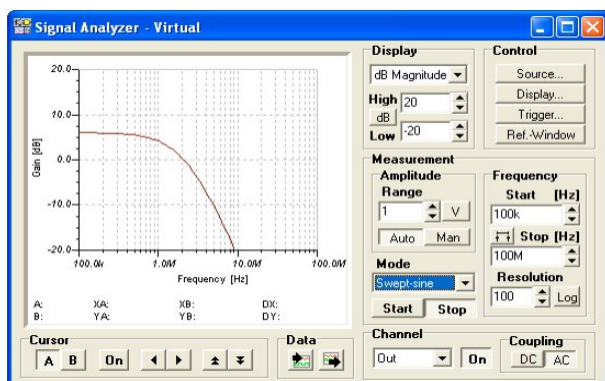 Signal Analyzer - Virtual
20.0
10.0
0.0
-10.0
-20.0
Gain [dB]
100.0k
1.0M
10.0M
100.0M
Frequency [Hz]
A: XA: XB: DX:
B: YA: YB: DY:
Cursor
A B On
Data
Display
dB Magnitude
High 20
dB
Low -20
Control
Source...
Display...
Trigger...
Ref.-Window
Measurement
Amplitude
Range
1 V
Auto Man
Mode
Swept-sine
Start Stop
Frequency
Start [Hz]
100k
Stop [Hz]
100M
Resolution
100 Log
Channel
Out On
Coupling
DC AC